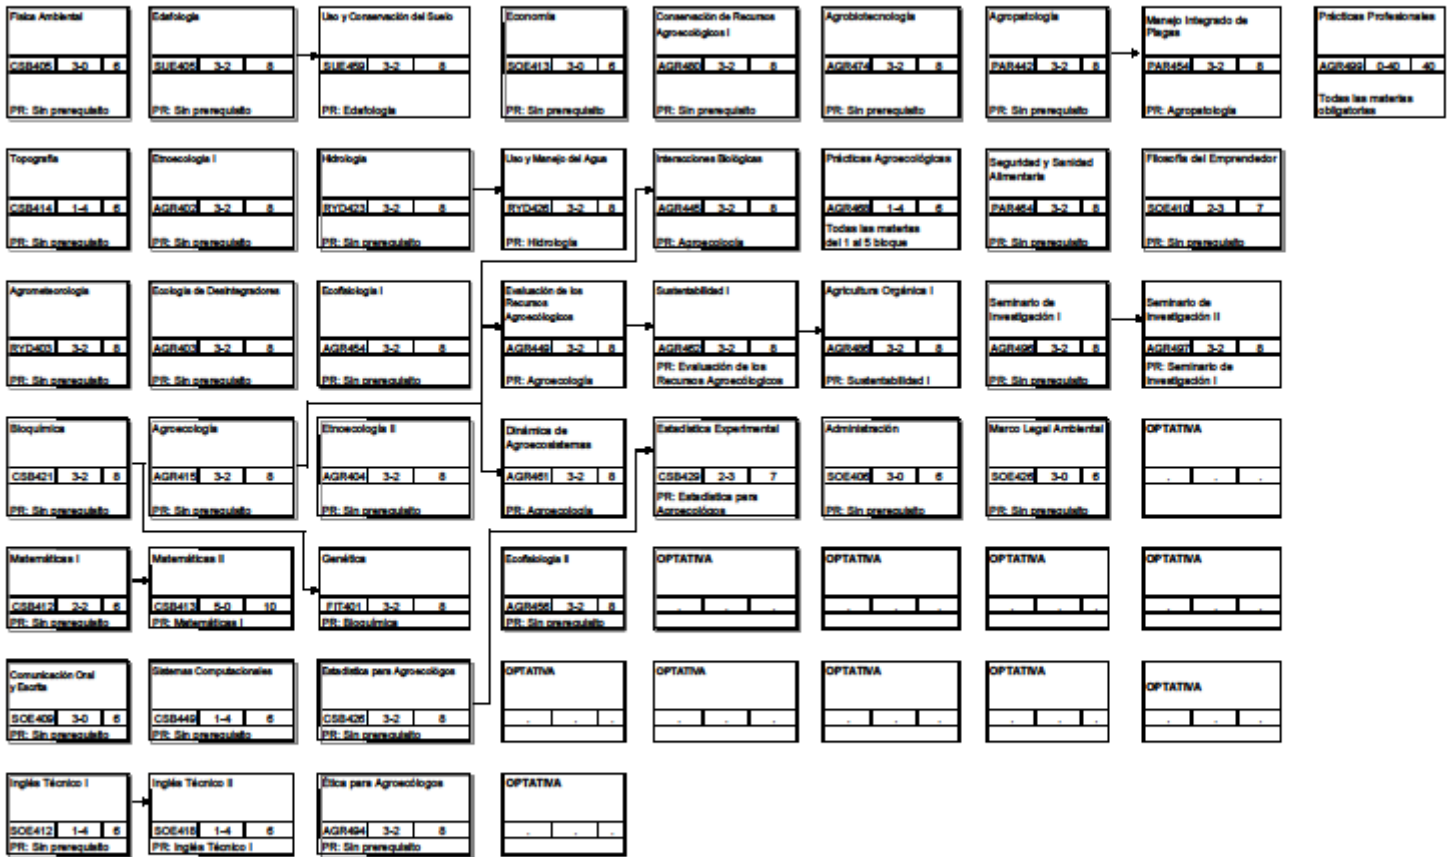 Física Ambiental
CSB405 3-0 6
PR: Sin prerequisito
Edafología
SUE405 3-2 8
PR: Sin prerequisito
Uso y Conservación del Suelo
SUE459 3-2 8
PR: Edafología
Economía
SOE413 3-0 6
PR: Sin prerequisito
Conservación de Recursos
Agroecológicos I
AGR460 3-2 8
PR: Sin prerequisito
Agrobiotecnología
AGR474 3-2 8
PR: Sin prerequisito
Agropatología
PAR442 3-2 8
PR: Sin prerequisito
Manejo Integrado de
Plagas
PAR454 3-2 8
PR: Agropatología
Prácticas Profesionales
AGR499 0-40 40
Todas las materias
obligatorias
Topografía
CSB414 1-4 6
PR: Sin prerequisito
Etnoecología I
AGR402 3-2 8
PR: Sin prerequisito
Hidrología
RYD423 3-2 8
PR: Sin prerequisito
Uso y Manejo del Agua
RYD426 3-2 8
PR: Hidrología
Interacciones Biológicas
AGR445 3-2 8
PR: Agroecología
Prácticas Agroecológicas
AGR468 1-4 6
Todas las materias
del 1 al 5 bloque
Seguridad y Sanidad
Alimentaria
PAR464 3-2 8
PR: Sin prerequisito
Filosofía del Emprendedor
SOE410 2-3 7
PR: Sin prerequisito
Agrometeorología
RYD403 3-2 8
PR: Sin prerequisito
Ecología de Desintegradores
AGR403 3-2 8
PR: Sin prerequisito
Ecofisiología I
AGR454 3-2 8
PR: Sin prerequisito
Evaluación de los
Recursos
Agroecólogicos
AGR449 3-2 8
PR: Agroecología
Sustentabilidad I
AGR462 3-2 8
PR: Evaluación de los
Recursos Agroecólogicos
Agricultura Orgánica I
AGR486 3-2 8
PR: Sustentabilidad I
Seminario de
Investigación I
AGR496 3-2 8
PR: Sin prerequisito
Seminario de
Investigación II
AGR497 3-2 8
PR: Seminario de
Investigación I
Bioquímica
CSB421 3-2 8
PR: Sin prerequisito
Agroecología
AGR415 3-2 8
PR: Sin prerequisito
Etnoecología II
AGR404 3-2 8
PR: Sin prerequisito
Dinámica de
Agroecosistemas
AGR461 3-2 8
PR: Agroecología
Estadística Experimental
CSB429 2-3 7
PR: Estadística para
Agroecológos
Administración
SOE406 3-0 6
PR: Sin prerequisito
Marco Legal Ambiental
SOE426 3-0 6
PR: Sin prerequisito
OPTATIVA
. . .
Matemáticas I
CSB412 2-2 6
PR: Sin prerequisito
Matemáticas II
CSB413 5-0 10
PR: Matemáticas I
Genética
FIT401 3-2 8
PR: Bioquímica
Ecofisiología II
AGR456 3-2 8
PR: Sin prerequisito
OPTATIVA
. . .
OPTATIVA
. . .
OPTATIVA
. . .
OPTATIVA
. . .
Comunicación Oral
y Escrita
SOE409 3-0 6
PR: Sin prerequisito
Sistemas Computacionales
CSB449 1-4 6
PR: Sin prerequisito
Estadística para Agroecológos
CSB426 3-2 8
PR: Sin prerequisito
OPTATIVA
. . .
OPTATIVA
. . .
OPTATIVA
. . .
OPTATIVA
. . .
OPTATIVA
. . .
Inglés Técnico I
SOE412 1-4 6
PR: Sin prerequisito
Inglés Técnico II
SOE418 1-4 6
PR: Inglés Técnico I
Ética para Agroecólogos
AGR494 3-2 8
PR: Sin prerequisito
OPTATIVA
. . .